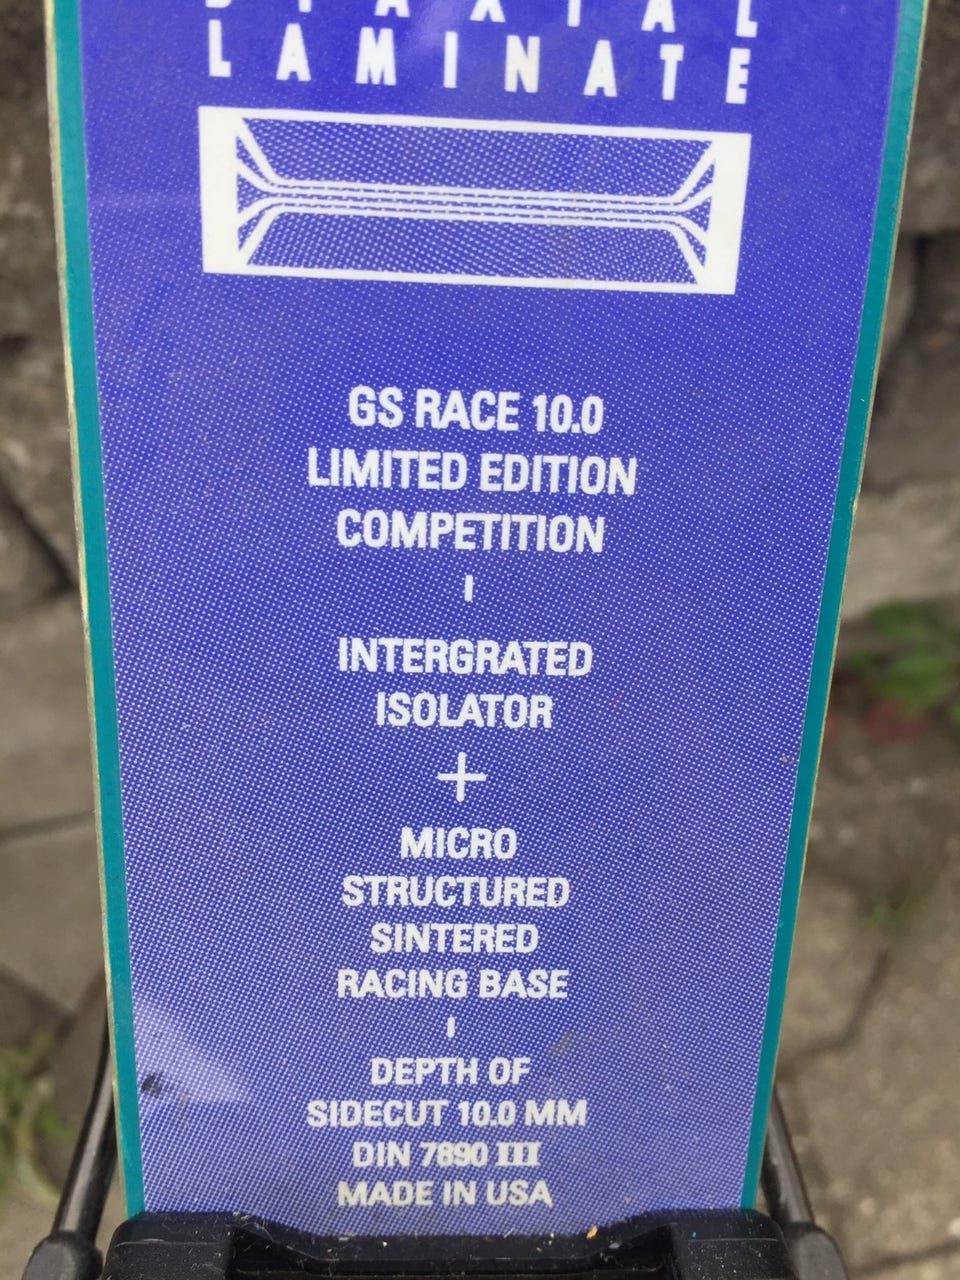 BIAXIAL
LAMINATE
GS RACE 10.0
LIMITED EDITION
COMPETITION
INTERGRATED
ISOLATOR
+
MICRO
STRUCTURED
SINTERED
RACING BASE
DEPTH OF
SIDECUT 10.0 MM
DIN 7890 III
MADE IN USA